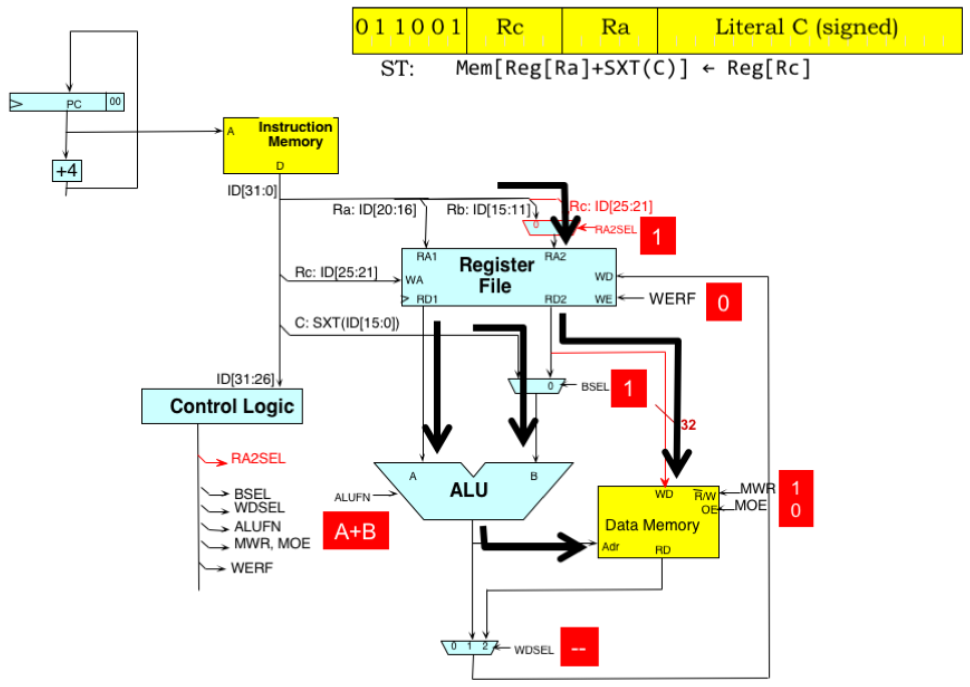 0 1 1 0 0 1 Rc Ra Literal C (signed)
ST: Mem[Reg[Ra]+SXT(C)] ← Reg[Rc]
PC 00
A Instruction
Memory
D
+4
ID[31:0]
Ra: ID[20:16] Rb: ID[15:11] Rc: ID[25:21]
0 RA2SEL 1
RA1 RA2
Register
File
WD
Rc: ID[25:21] WA
RD1 RD2 WE WERF 0
C: SXT(ID[15:0])
ID[31:26]
0 BSEL 1
Control Logic
32
RA2SEL
A B
ALU
ALUFN
A+B
WD R/W MWR 1
OE MOE 0
Data Memory
Adr RD
BSEL
WDSEL
ALUFN
MWR, MOE
WERF
0 1 2 WDSEL --